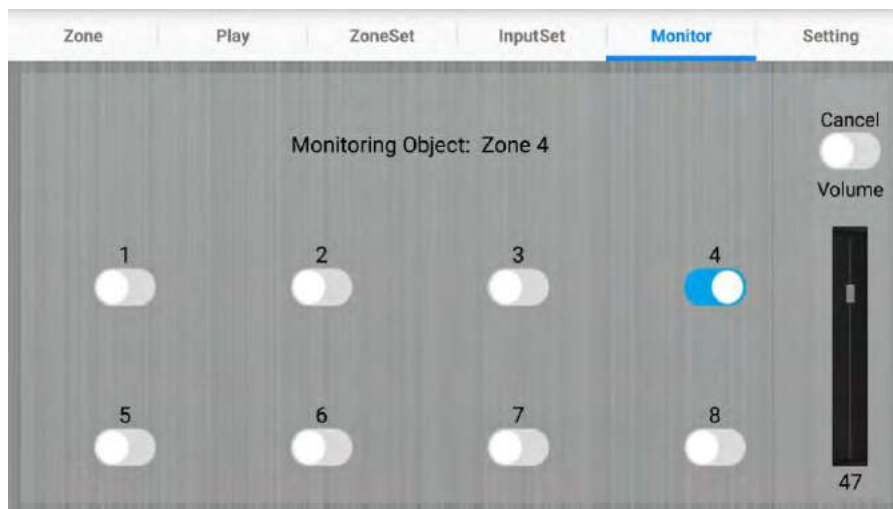 Zone Play ZoneSet InputSet Monitor Setting
Cancel
Monitoring Object: Zone 4
Volume
1 2 3 4
5 6 7 8
47